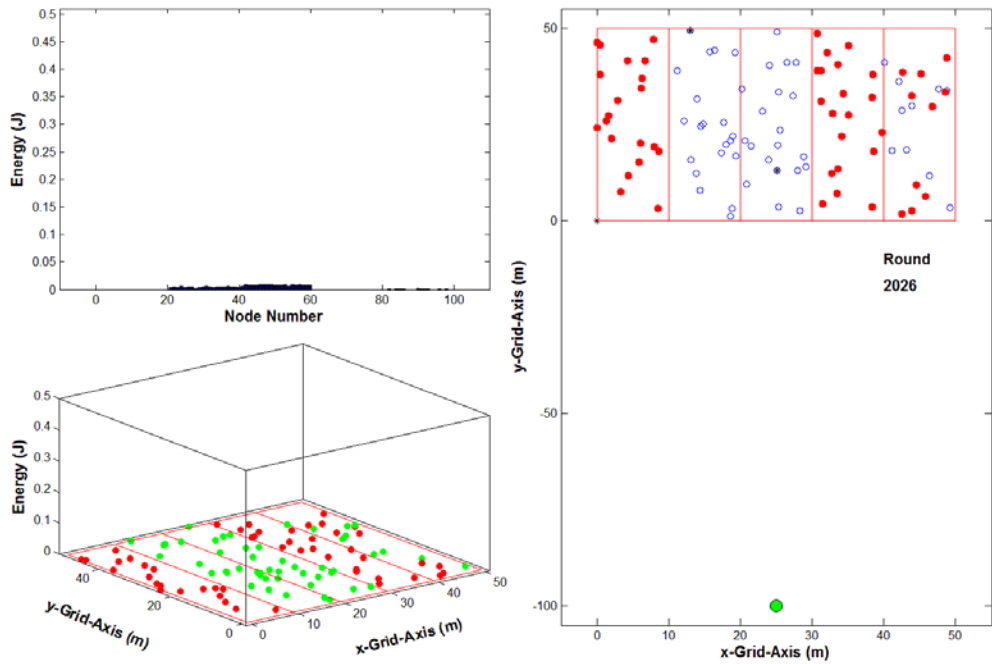 0.5
0.45
0.4
0.35
0.3
0.25
0.2
0.15
0.1
0.05
0
Energy (J)
0 20 40 60 80 100
Node Number
0.5
0.4
0.3
0.2
0.1
0
Energy (J)
40
20
0
y-Grid-Axis (m)
0 10 20 30 40 50
x-Grid-Axis (m)
50
0
-50
-100
y-Grid-Axis (m)
Round
2026
0 10 20 30 40 50
x-Grid-Axis (m)